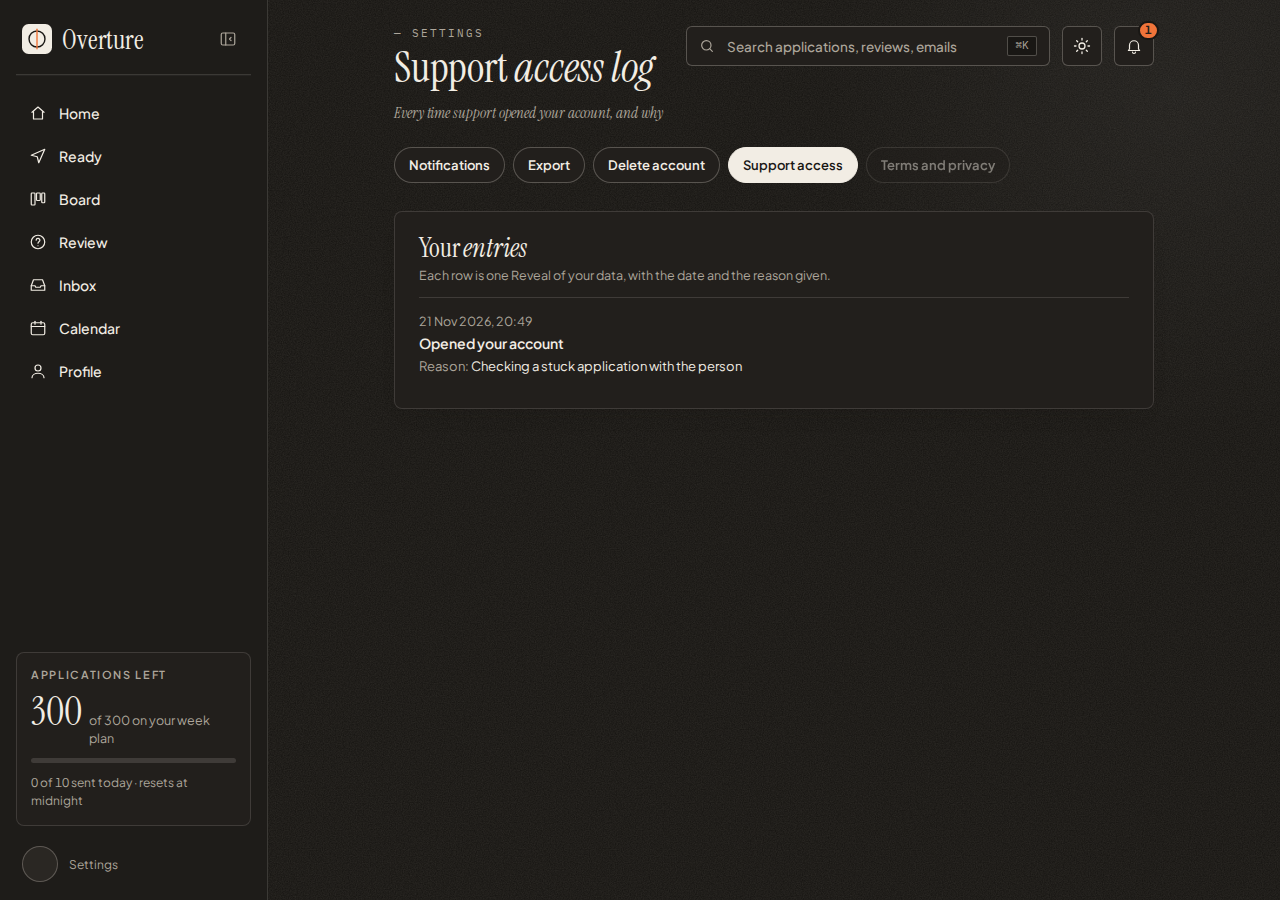 Overture
Home
Ready
Board
Review
Inbox
Calendar
Profile
APPLICATIONS LEFT
300 of 300 on your week
plan
0 of 10 sent today · resets at
midnight
Settings
— SETTINGS
Support access log
Every time support opened your account, and why
Search applications, reviews, emails ⌘K
1
Notifications Export Delete account Support access Terms and privacy
Your entries
Each row is one Reveal of your data, with the date and the reason given.
21 Nov 2026, 20:49
Opened your account
Reason: Checking a stuck application with the person